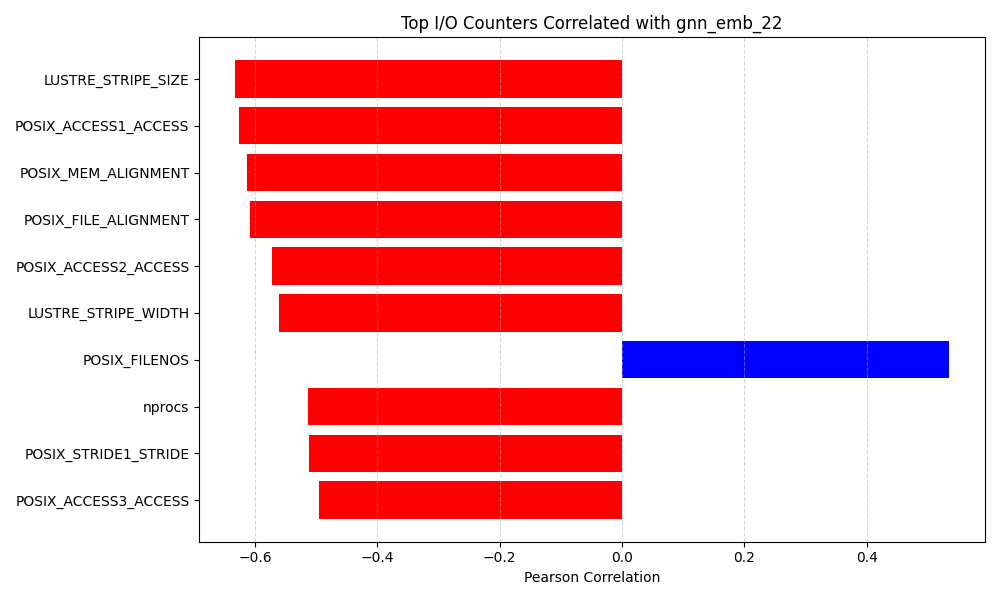 Top I/O Counters Correlated with gnn_emb_22
LUSTRE_STRIPE_SIZE
POSIX_ACCESS1_ACCESS
POSIX_MEM_ALIGNMENT
POSIX_FILE_ALIGNMENT
POSIX_ACCESS2_ACCESS
LUSTRE_STRIPE_WIDTH
POSIX_FILENOS
nprocs
POSIX_STRIDE1_STRIDE
POSIX_ACCESS3_ACCESS
−0.6 −0.4 −0.2 0.0 0.2 0.4
Pearson Correlation